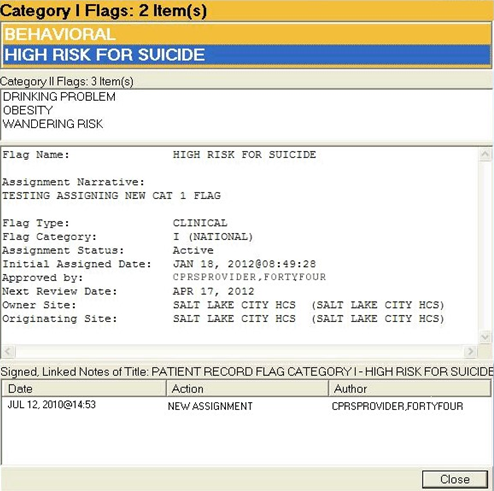 Category I Flags: 2 Item(s)
BEHAVIORAL
HIGH RISK FOR SUICIDE
Category II Flags: 3 Item(s)
DRINKING PROBLEM
OBESITY
WANDERING RISK
Flag Name: HIGH RISK FOR SUICIDE
Assignment Narrative:
TESTING ASSIGNING NEW CAT 1 FLAG
Flag Type: CLINICAL
Flag Category: I (NATIONAL)
Assignment Status: Active
Initial Assigned Date: JAN 18, 2012@08:49:28
Approved by: CPRSPROVIDER,FORTYFOUR
Next Review Date: APR 17, 2012
Owner Site: SALT LAKE CITY HCS (SALT LAKE CITY HCS)
Originating Site: SALT LAKE CITY HCS (SALT LAKE CITY HCS)
Signed, Linked Notes of Title: PATIENT RECORD FLAG CATEGORY I - HIGH RISK FOR SUICIDE
Date Action Author
JUL 12, 2010@14:53 NEW ASSIGNMENT CPRSPROVIDER,FORTYFOUR
Close